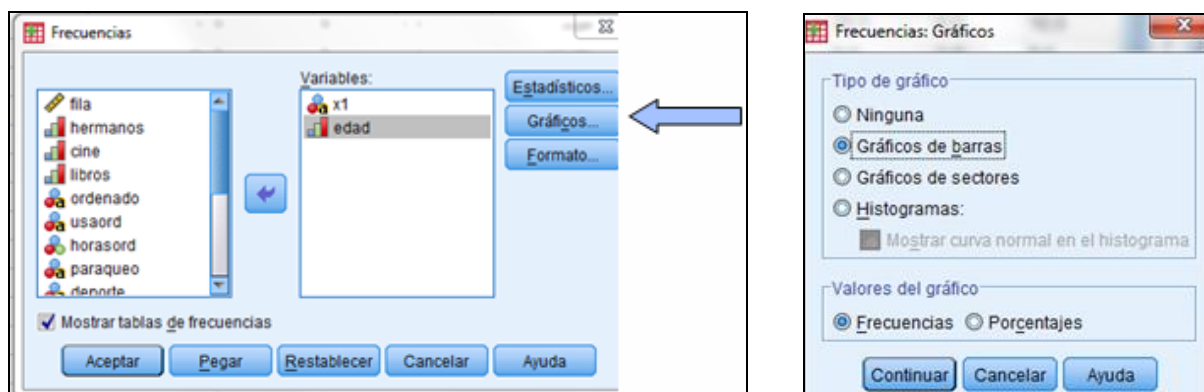 Frecuencias
Variables:
fila
hermanos
cine
libros
ordenado
usaord
horasord
paraqueo
deporte
x1
edad
Estadísticos...
Gráficos...
Formato...
Mostrar tablas de frecuencias
Aceptar Pegar Restablecer Cancelar Ayuda
Frecuencias: Gráficos
Tipo de gráfico
Ninguna
Gráficos de barras
Gráficos de sectores
Histogramas:
Mostrar curva normal en el histograma
Valores del gráfico
Frecuencias Porcentajes
Continuar Cancelar Ayuda